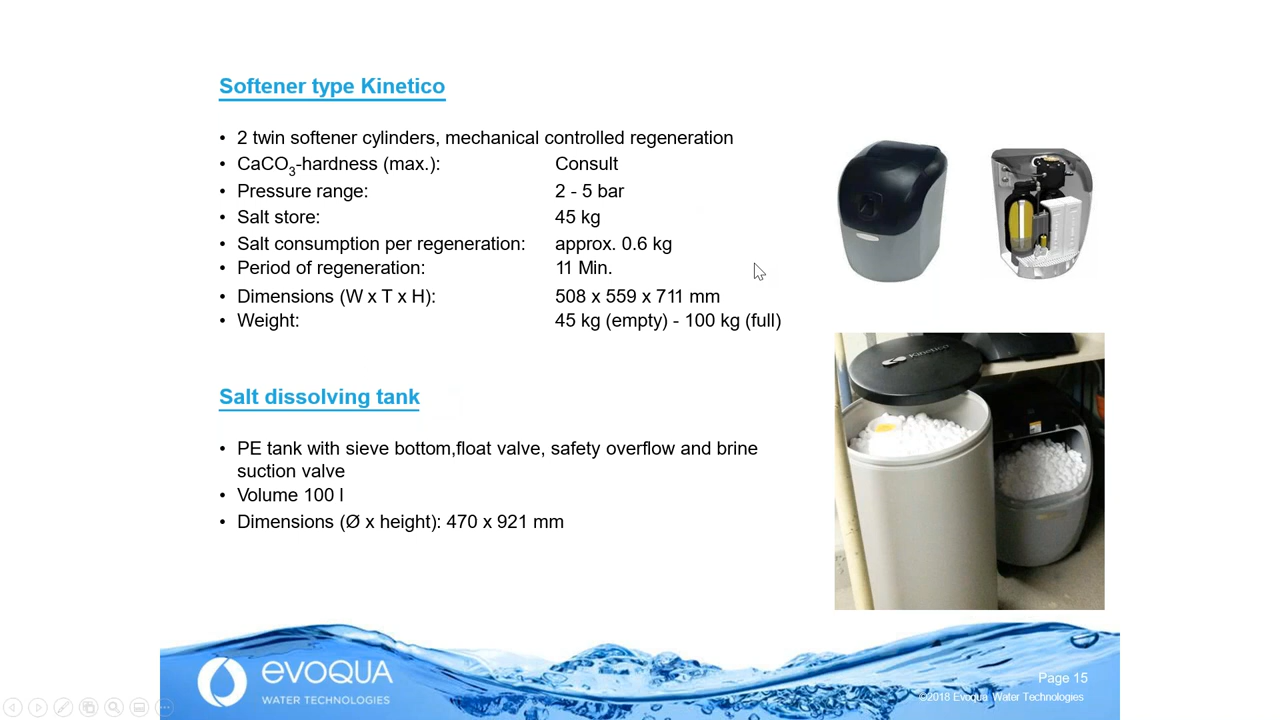 Softener type Kinetico
• 2 twin softener cylinders, mechanical controlled regeneration
• CaCO3-hardness (max.): Consult
• Pressure range: 2 - 5 bar
• Salt store: 45 kg
• Salt consumption per regeneration: approx. 0.6 kg
• Period of regeneration: 11 Min.
• Dimensions (W x T x H): 508 x 559 x 711 mm
• Weight: 45 kg (empty) - 100 kg (full)
Salt dissolving tank
• PE tank with sieve bottom,float valve, safety overflow and brine
suction valve
• Volume 100 l
• Dimensions (Ø x height): 470 x 921 mm
Kinetico
evoQUA
WATER TECHNOLOGIES
Page 15
©2018 Evoqua Water Technologies